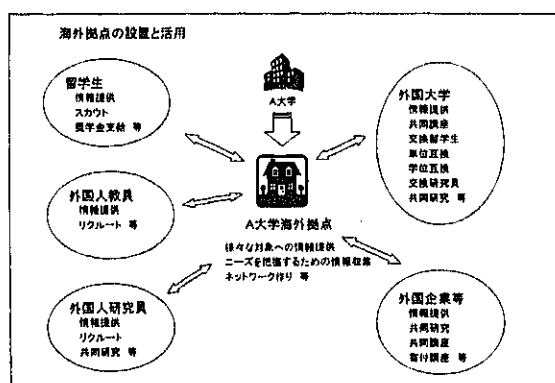 海外拠点の設置と活用
留学生
情報提供
スカウト
奨学金支給 等
A大学
外国大学
情報提供
共同講座
交換留学生
単位互換
学位互換
交換研究員
共同研究 等
外国人教員
情報提供
リクルート 等
A大学海外拠点
様々な対象への情報提供
ニーズを把握するための情報収集
ネットワーク作り 等
外国人研究員
情報提供
リクルート
共同研究 等
外国企業等
情報提供
共同研究
共同講座
寄付講座 等